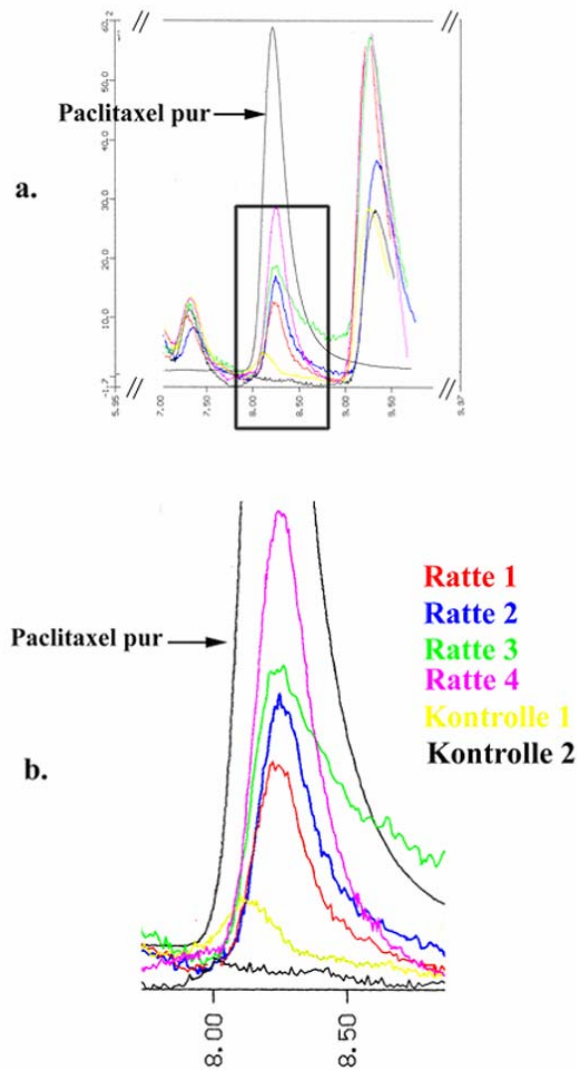 60.2
50.0
Paclitaxel pur
40.0
a.
30.0
20.0
10.0
-1.7
5.95
7.00
7.50
8.00
8.50
9.00
9.50
9.97
Paclitaxel pur
b.
Ratte 1
Ratte 2
Ratte 3
Ratte 4
Kontrolle 1
Kontrolle 2
8.00
8.50